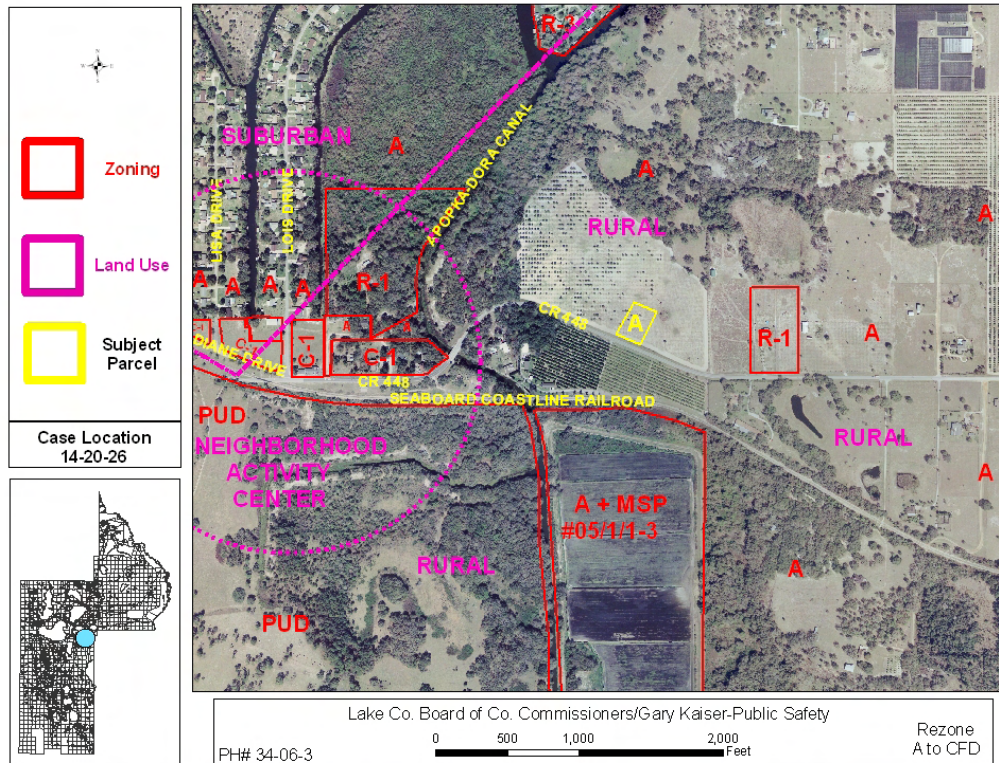 Zoning
Land Use
Subject
Parcel
Case Location
14-20-26
R-3
SUBURBAN
A
APOPKA-DORA CANAL
LISA DRIVE
LOIS DRIVE
A
RURAL
A
A
A
A
A
R-1
CR 448
A
R-1
A
A
C-1
C-1
DIANE DRIVE
CR 448
SEABOARD COASTLINE RAILROAD
PUD
NEIGHBORHOOD
ACTIVITY
CENTER
RURAL
A + MSP
#05/1/1-3
A
RURAL
A
PUD
Lake Co. Board of Co. Commissioners/Gary Kaiser-Public Safety
PH# 34-06-3
0 500 1,000 2,000
Feet
Rezone
A to CFD